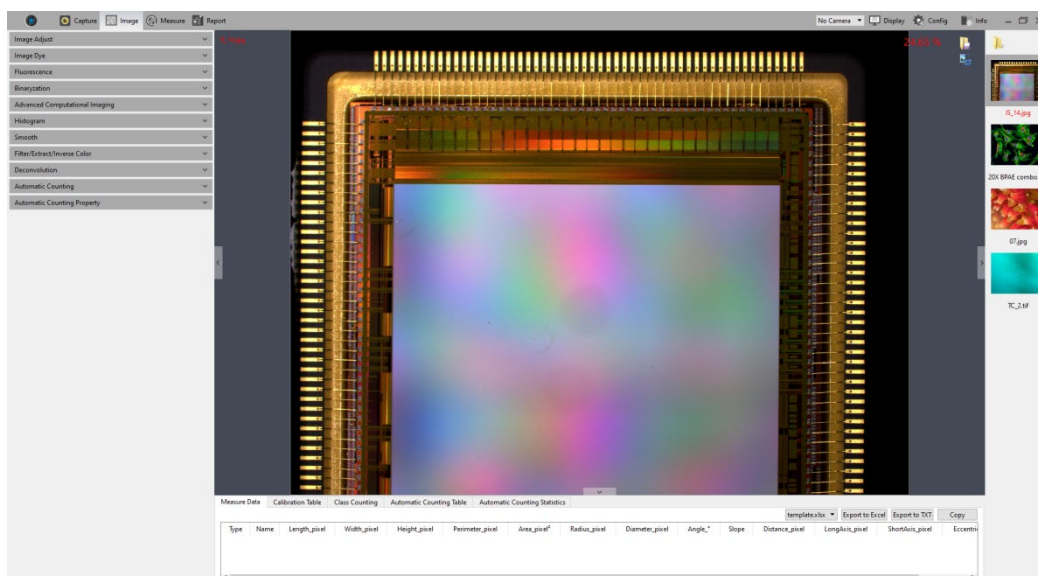 Capture Image Measure Report No Camera Display Config Info
Image Adjust
Image Dye
Fluorescence
Binaryzation
Advanced Computational Imaging
Histogram
Smooth
Filter/Extract/Inverse Color
Deconvolution
Automatic Counting
Automatic Counting Property
IS_14.jpg
20X BPAE combo
07.jpg
TC_2.tif
Measure Data Calibration Table Class Counting Automatic Counting Table Automatic Counting Statistics
template.xlsx Export to Excel Export to TXT Copy
Type Name Length_pixel Width_pixel Height_pixel Perimeter_pixel Area_pixel² Radius_pixel Diameter_pixel Angle_° Slope Distance_pixel LongAxis_pixel ShortAxis_pixel Eccentri